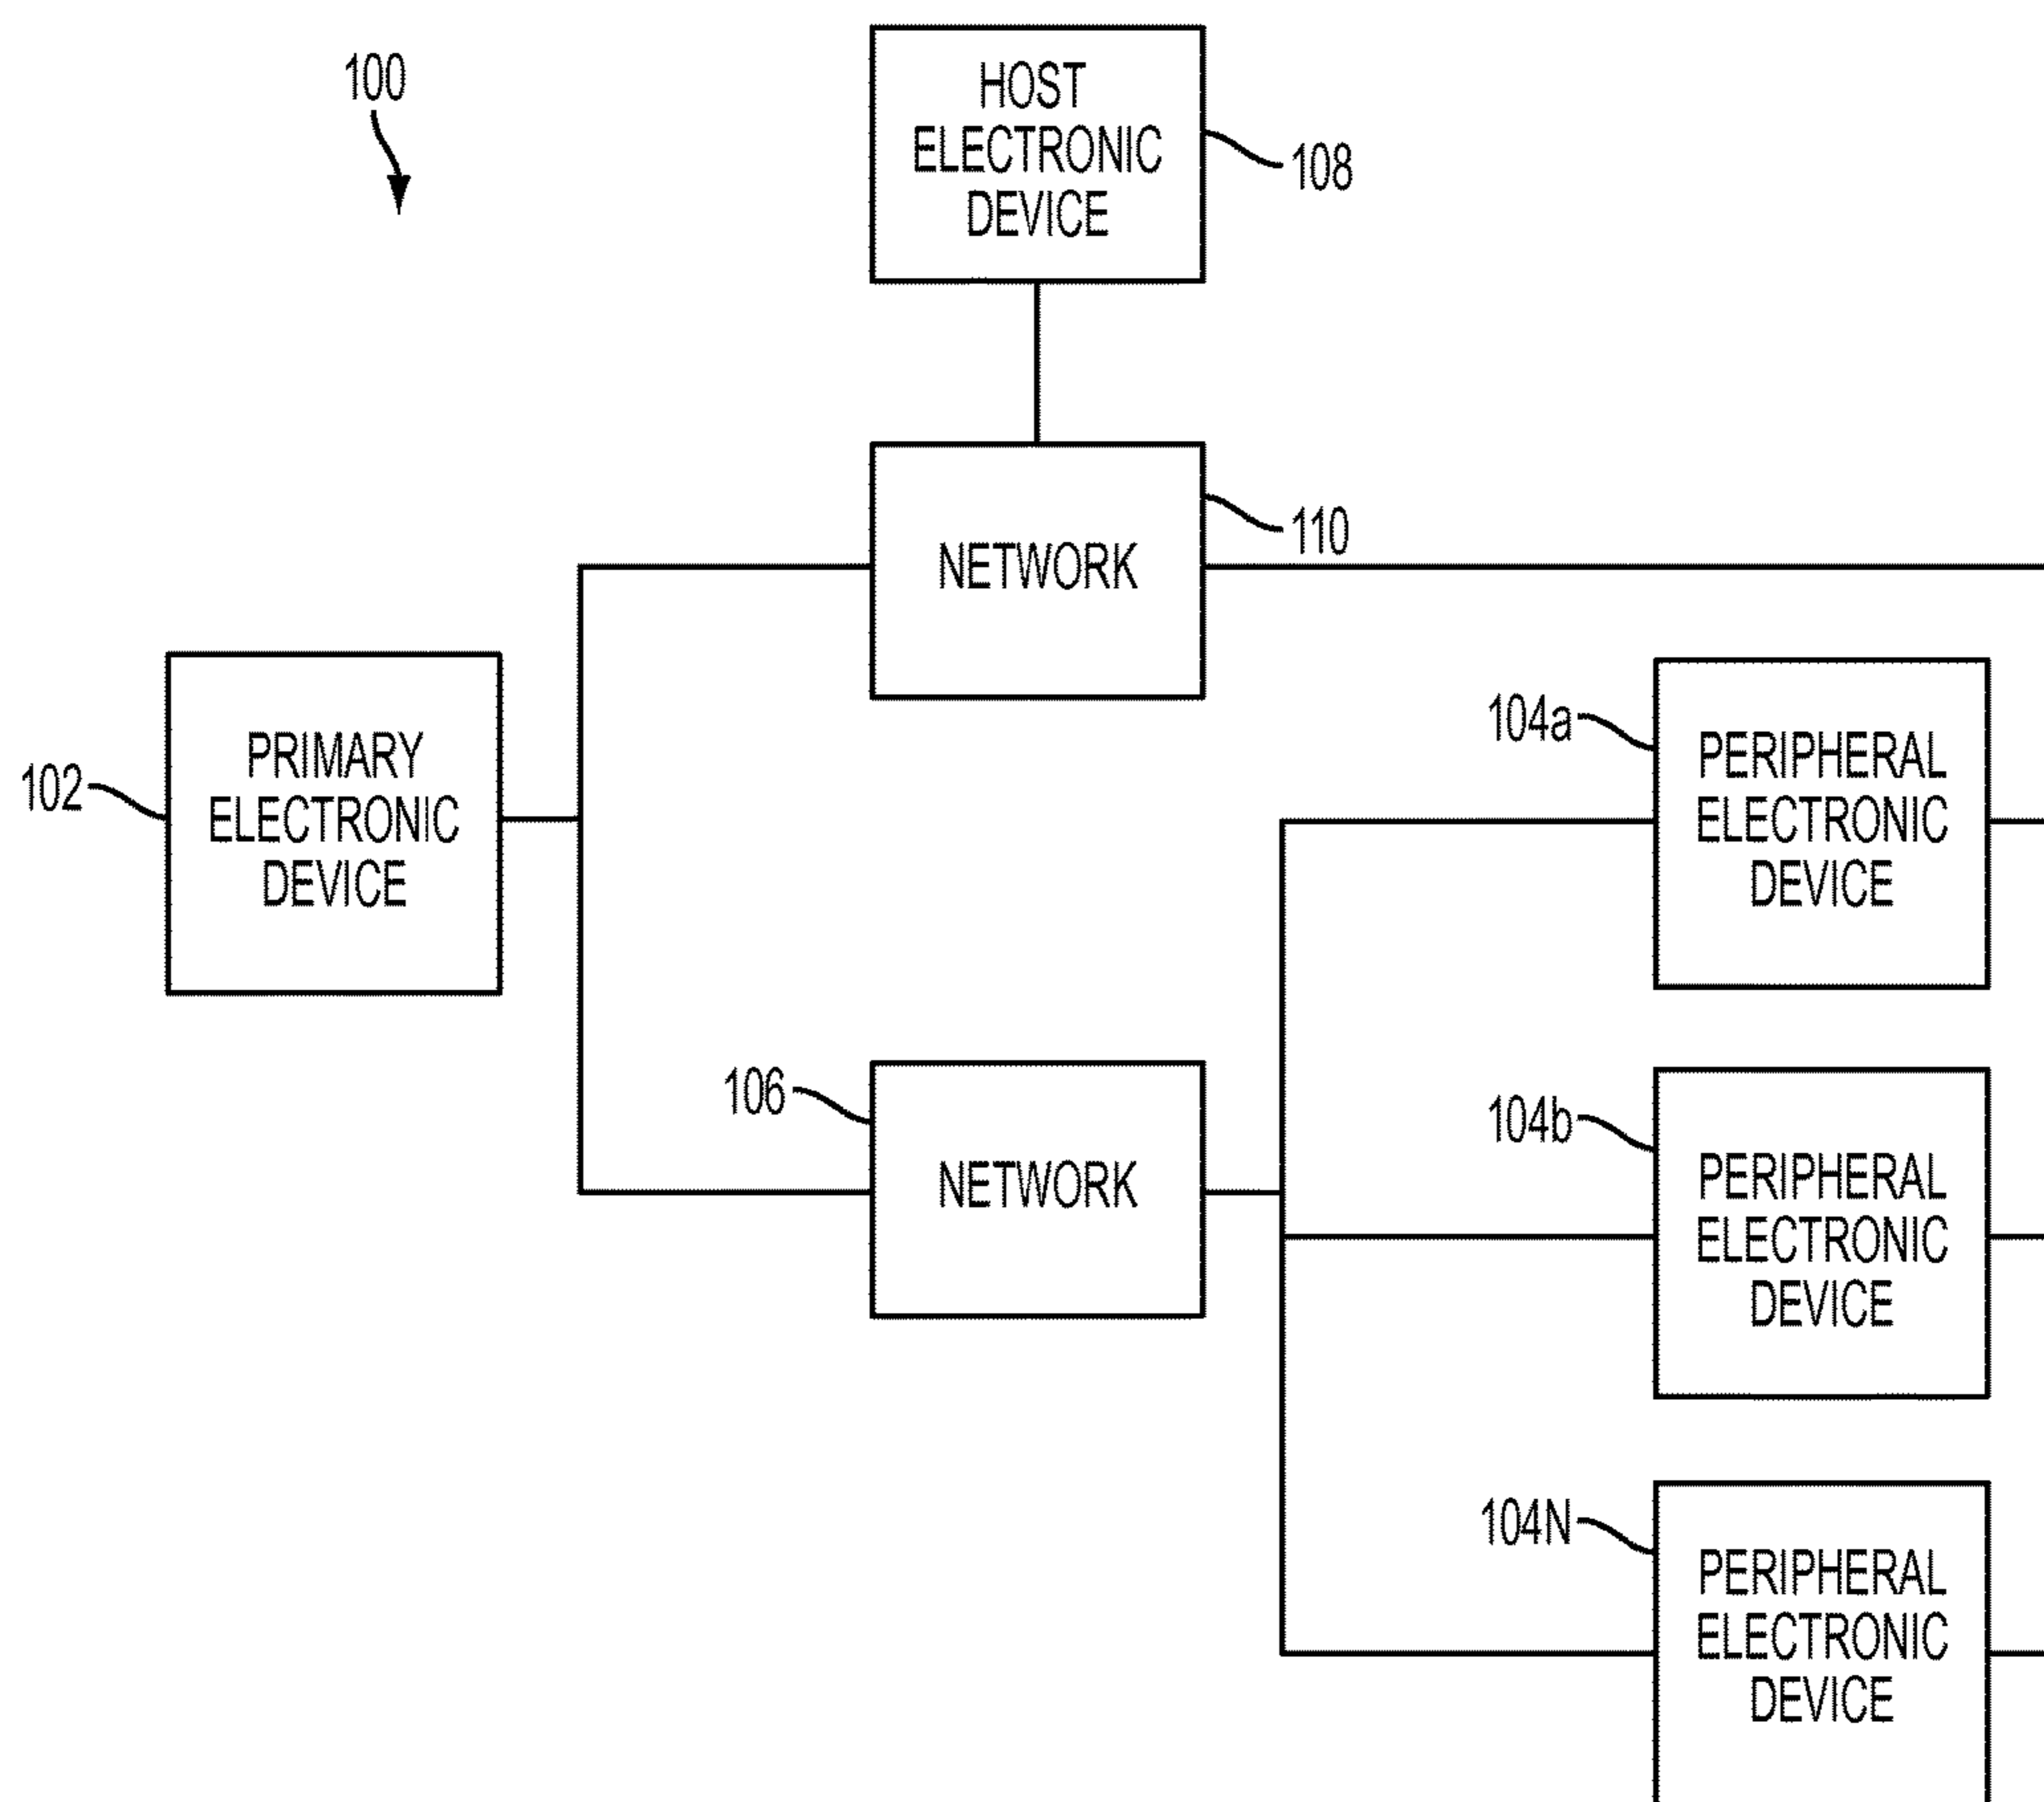 100
HOST
ELECTRONIC
DEVICE
108
NETWORK
110
PRIMARY
ELECTRONIC
DEVICE
102
104a
PERIPHERAL
ELECTRONIC
DEVICE
106
NETWORK
104b
PERIPHERAL
ELECTRONIC
DEVICE
104N
PERIPHERAL
ELECTRONIC
DEVICE